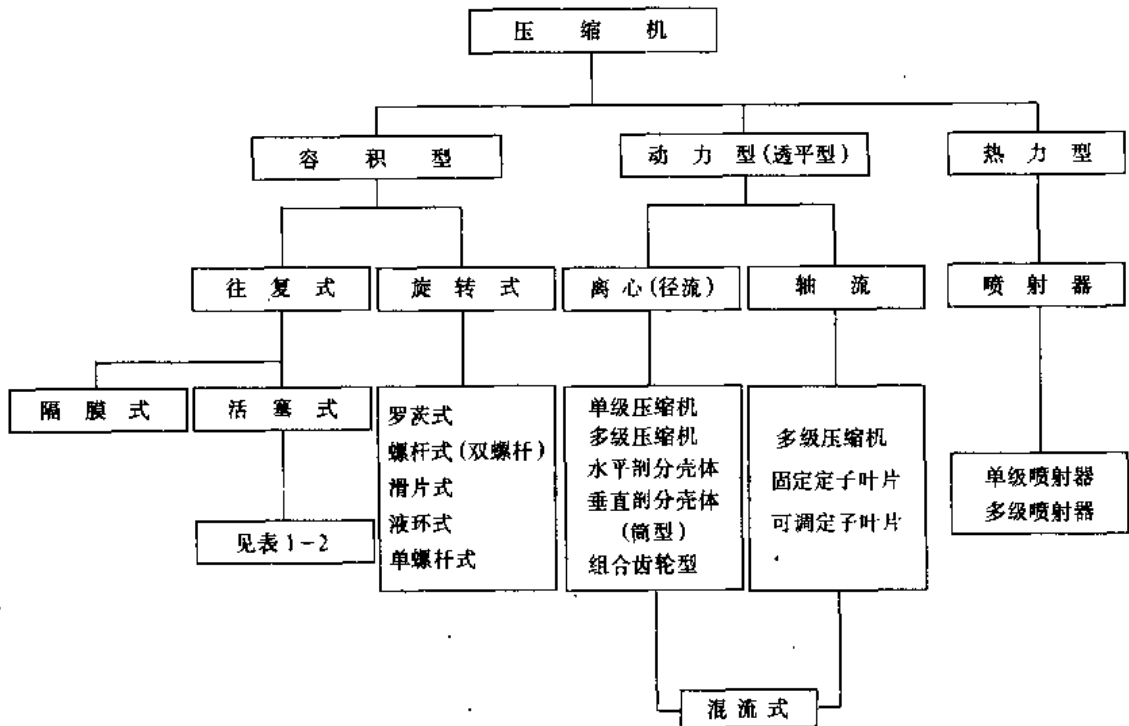 压缩机
容积型
动力型(透平型)
热力型
往复式
旋转式
离心(径流)
轴流
喷射器
隔膜式
活塞式
罗茨式
螺杆式(双螺杆)
滑片式
液环式
单螺杆式
单级压缩机
多级压缩机
水平剖分壳体
垂直剖分壳体
(筒型)
组合齿轮型
多级压缩机
固定定子叶片
可调定子叶片
单级喷射器
多级喷射器
见表1-2
混流式